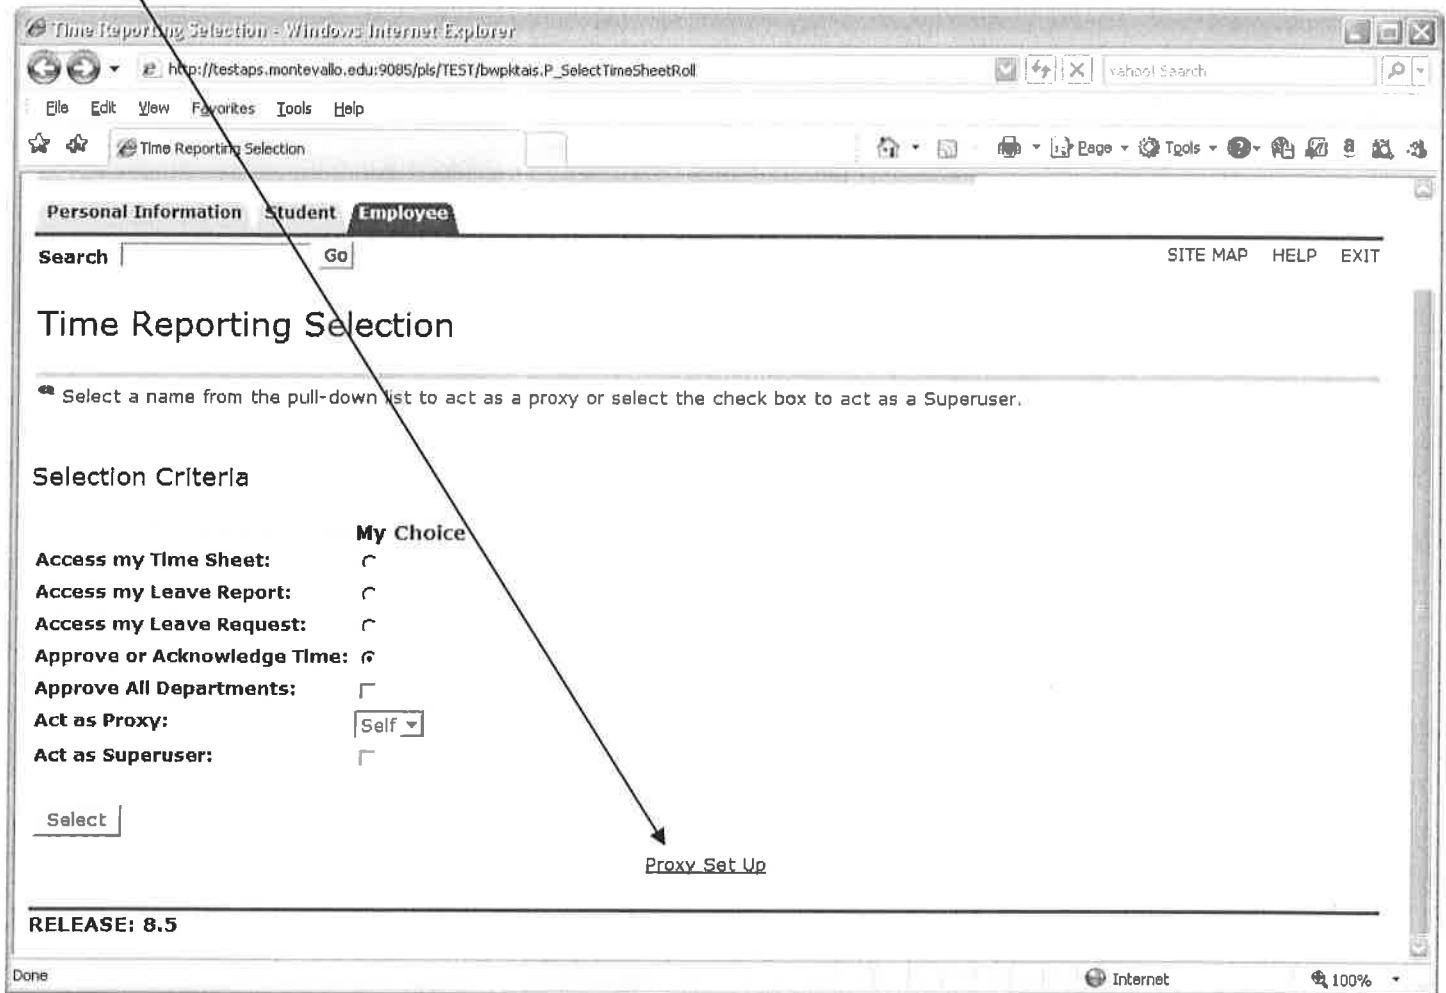 Time Reporting Selection - Windows Internet Explorer
http://testaps.montevallo.edu:9085/pls/TEST/bwpktais.P_SelectTimeSheetRoll
Yahoo! Search
File Edit View Favorites Tools Help
Time Reporting Selection
Page Tools
Personal Information Student Employee
Search Go
SITE MAP HELP EXIT
Time Reporting Selection
Select a name from the pull-down list to act as a proxy or select the check box to act as a Superuser.
Selection Criteria
My Choice
Access my Time Sheet:
Access my Leave Report:
Access my Leave Request:
Approve or Acknowledge Time:
Approve All Departments:
Act as Proxy: Self
Act as Superuser:
Select
Proxy Set Up
RELEASE: 8.5
Done
Internet
100%